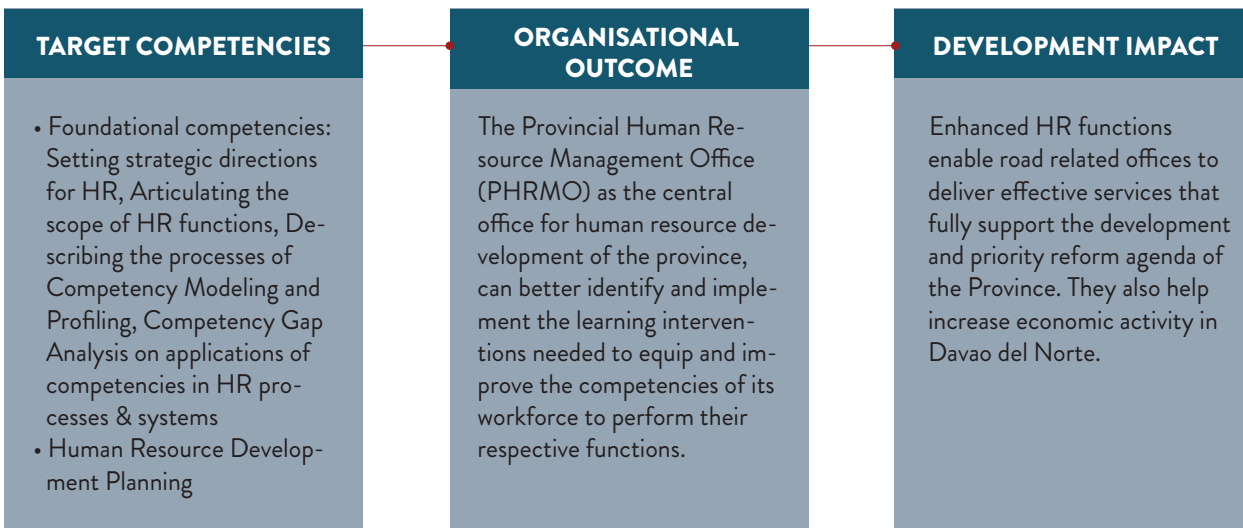 TARGET COMPETENCIES
• Foundational competencies:
Setting strategic directions
for HR, Articulating the
scope of HR functions, De-
scribing the processes of
Competency Modeling and
Profiling, Competency Gap
Analysis on applications of
competencies in HR pro-
cesses & systems
• Human Resource Develop-
ment Planning
ORGANISATIONAL
OUTCOME
The Provincial Human Re-
source Management Office
(PHRMO) as the central
office for human resource de-
velopment of the province,
can better identify and imple-
ment the learning interven-
tions needed to equip and im-
prove the competencies of its
workforce to perform their
respective functions.
DEVELOPMENT IMPACT
Enhanced HR functions
enable road related offices to
deliver effective services that
fully support the development
and priority reform agenda of
the Province. They also help
increase economic activity in
Davao del Norte.